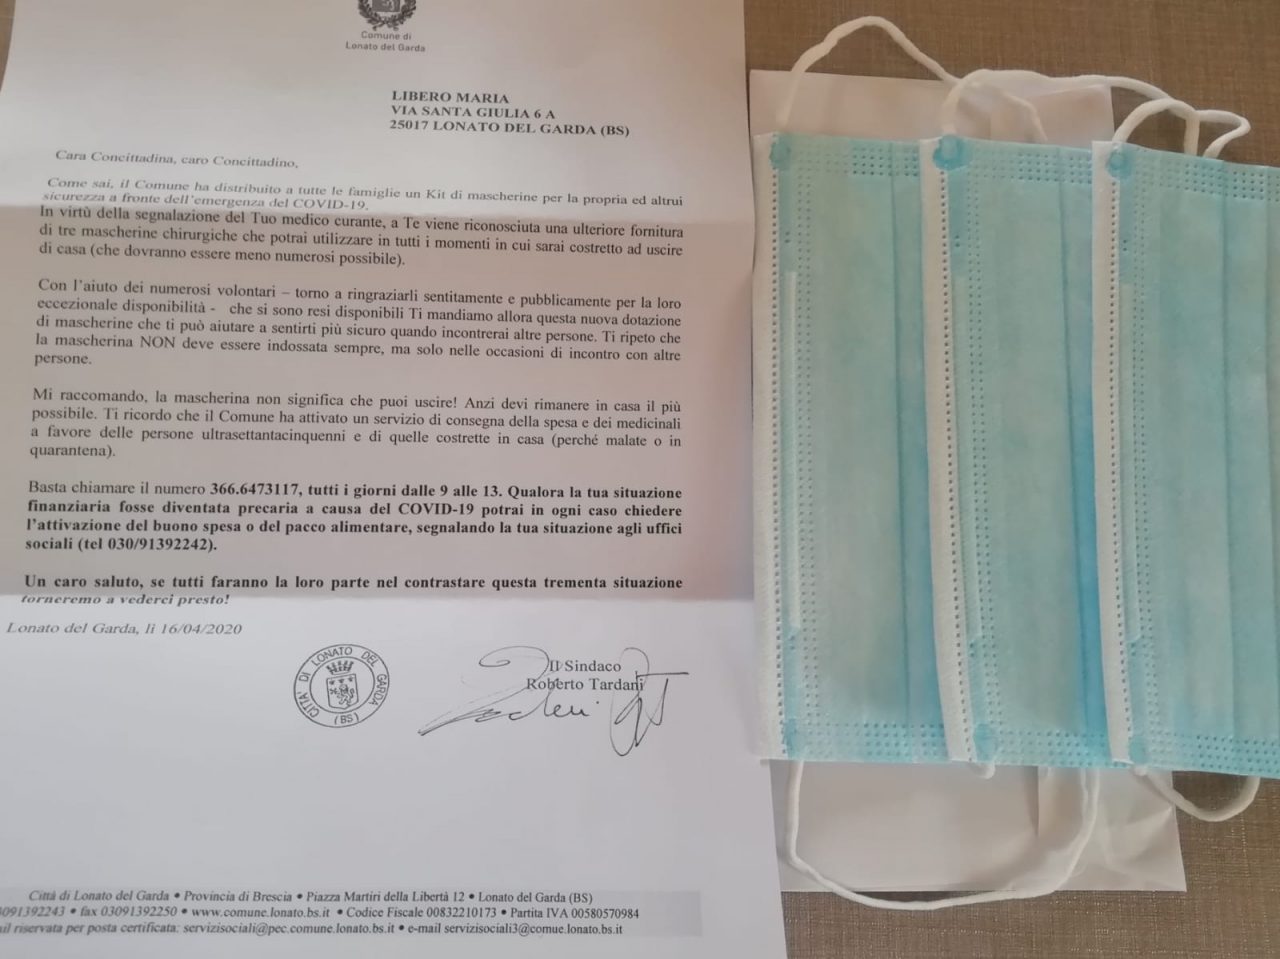 Comune di
Lonato del Garda
LIBERO MARIA
VIA SANTA GIULIA 6 A
25017 LONATO DEL GARDA (BS)
Cara Concittadina, caro Concittadino,
Come sai, il Comune ha distribuito a tutte le famiglie un Kit di mascherine per la propria ed altrui
sicurezza a fronte dell'emergenza del COVID-19.
In virtù della segnalazione del Tuo medico curante, a Te viene riconosciuta una ulteriore fornitura
di tre mascherine chirurgiche che potrai utilizzare in tutti i momenti in cui sarai costretto ad uscire
di casa (che dovranno essere meno numerosi possibile).
Con l'aiuto dei numerosi volontari – torno a ringraziarli sentitamente e pubblicamente per la loro
eccezionale disponibilità - che si sono resi disponibili Ti mandiamo allora questa nuova dotazione
di mascherine che ti può aiutare a sentirti più sicuro quando incontrerai altre persone. Ti ripeto che
la mascherina NON deve essere indossata sempre, ma solo nelle occasioni di incontro con altre
persone.
Mi raccomando, la mascherina non significa che puoi uscire! Anzi devi rimanere in casa il più
possibile. Ti ricordo che il Comune ha attivato un servizio di consegna della spesa e dei medicinali
a favore delle persone ultrasettantacinquenni e di quelle costrette in casa (perché malate o in
quarantena).
Basta chiamare il numero 366.6473117, tutti i giorni dalle 9 alle 13. Qualora la tua situazione
finanziaria fosse diventata precaria a causa del COVID-19 potrai in ogni caso chiedere
l'attivazione del buono spesa o del pacco alimentare, segnalando la tua situazione agli uffici
sociali (tel 030/91392242).
Un caro saluto, se tutti faranno la loro parte nel contrastare questa trementa situazione
torneremo a vederci presto!
Lonato del Garda, lì 16/04/2020
CITTÀ DI LONATO DEL GARDA
(BS)
Il Sindaco
Roberto Tardani
Città di Lonato del Garda • Provincia di Brescia • Piazza Martiri della Libertà 12 • Lonato del Garda (BS)
03091392243 • fax 03091392250 • www.comune.lonato.bs.it • Codice Fiscale 00832210173 • Partita IVA 00580570984
riservata per posta certificata: servizisociali@pec.comune.lonato.bs.it • e-mail servizisociali3@comue.lonato.bs.it